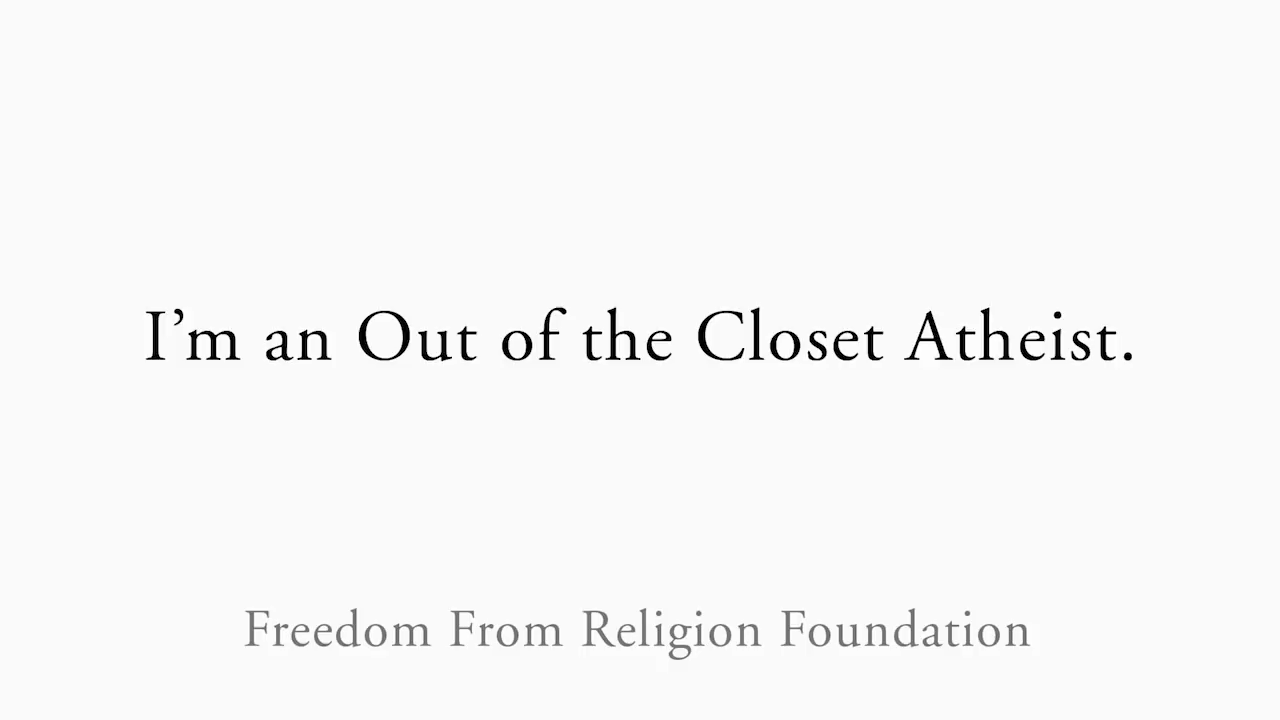 I’m an Out of the Closet Atheist.
Freedom From Religion Foundation